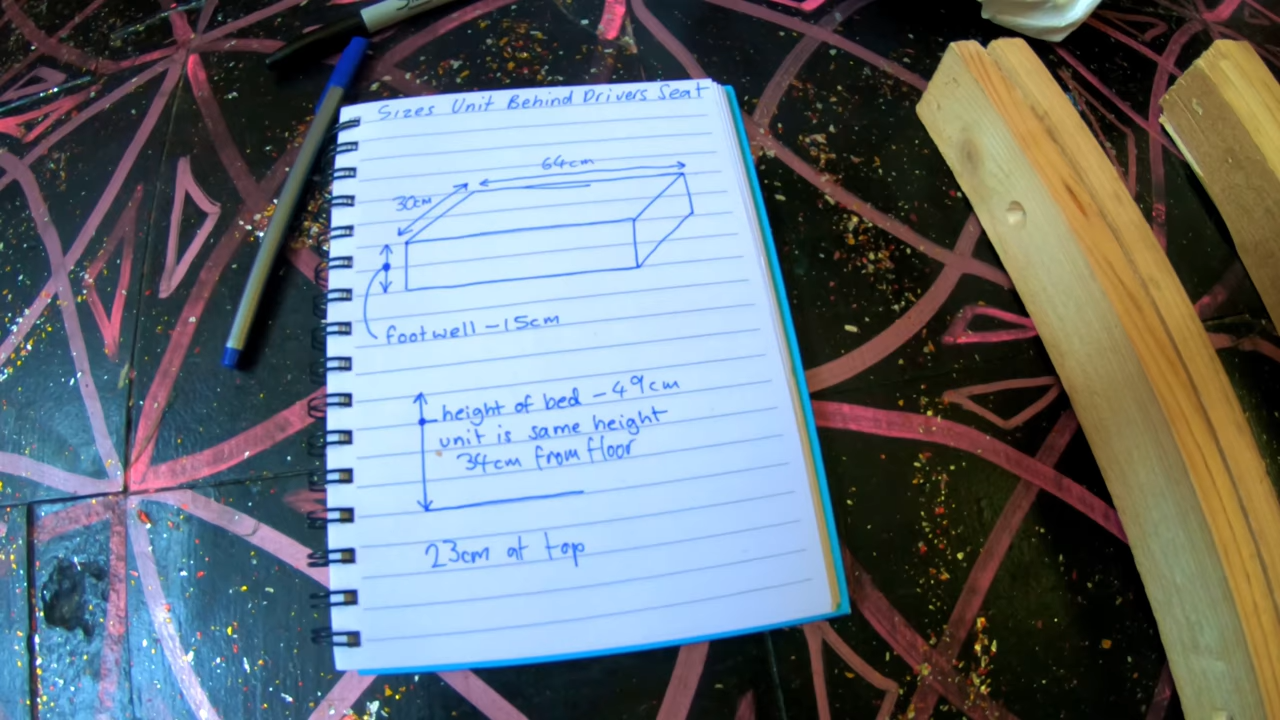 Sizes Unit Behind Drivers Seat
64cm
30cm
footwell - 15cm
height of bed - 49cm
unit is same height
34cm from floor
23cm at top